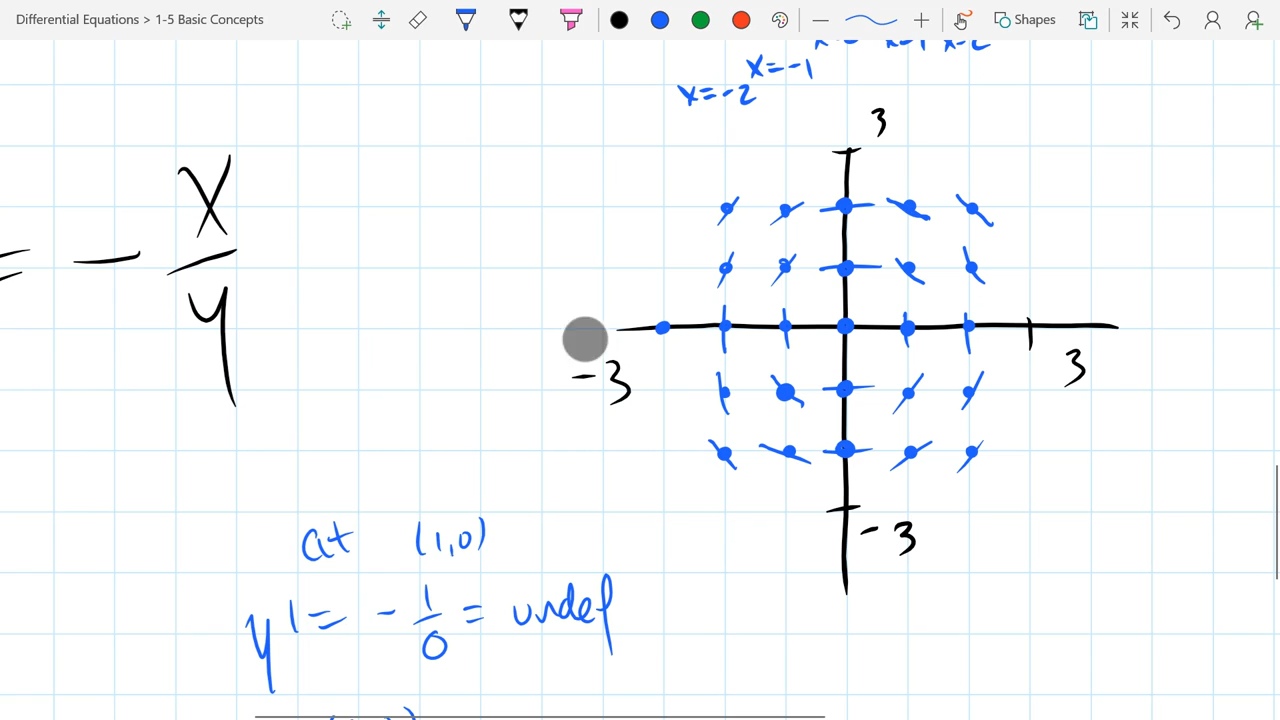 Differential Equations > 1-5 Basic Concepts
Shapes
x=-1
x=-2
3
= - x/y
-3
3
-3
at (1,0)
y' = - 1/0 = undef